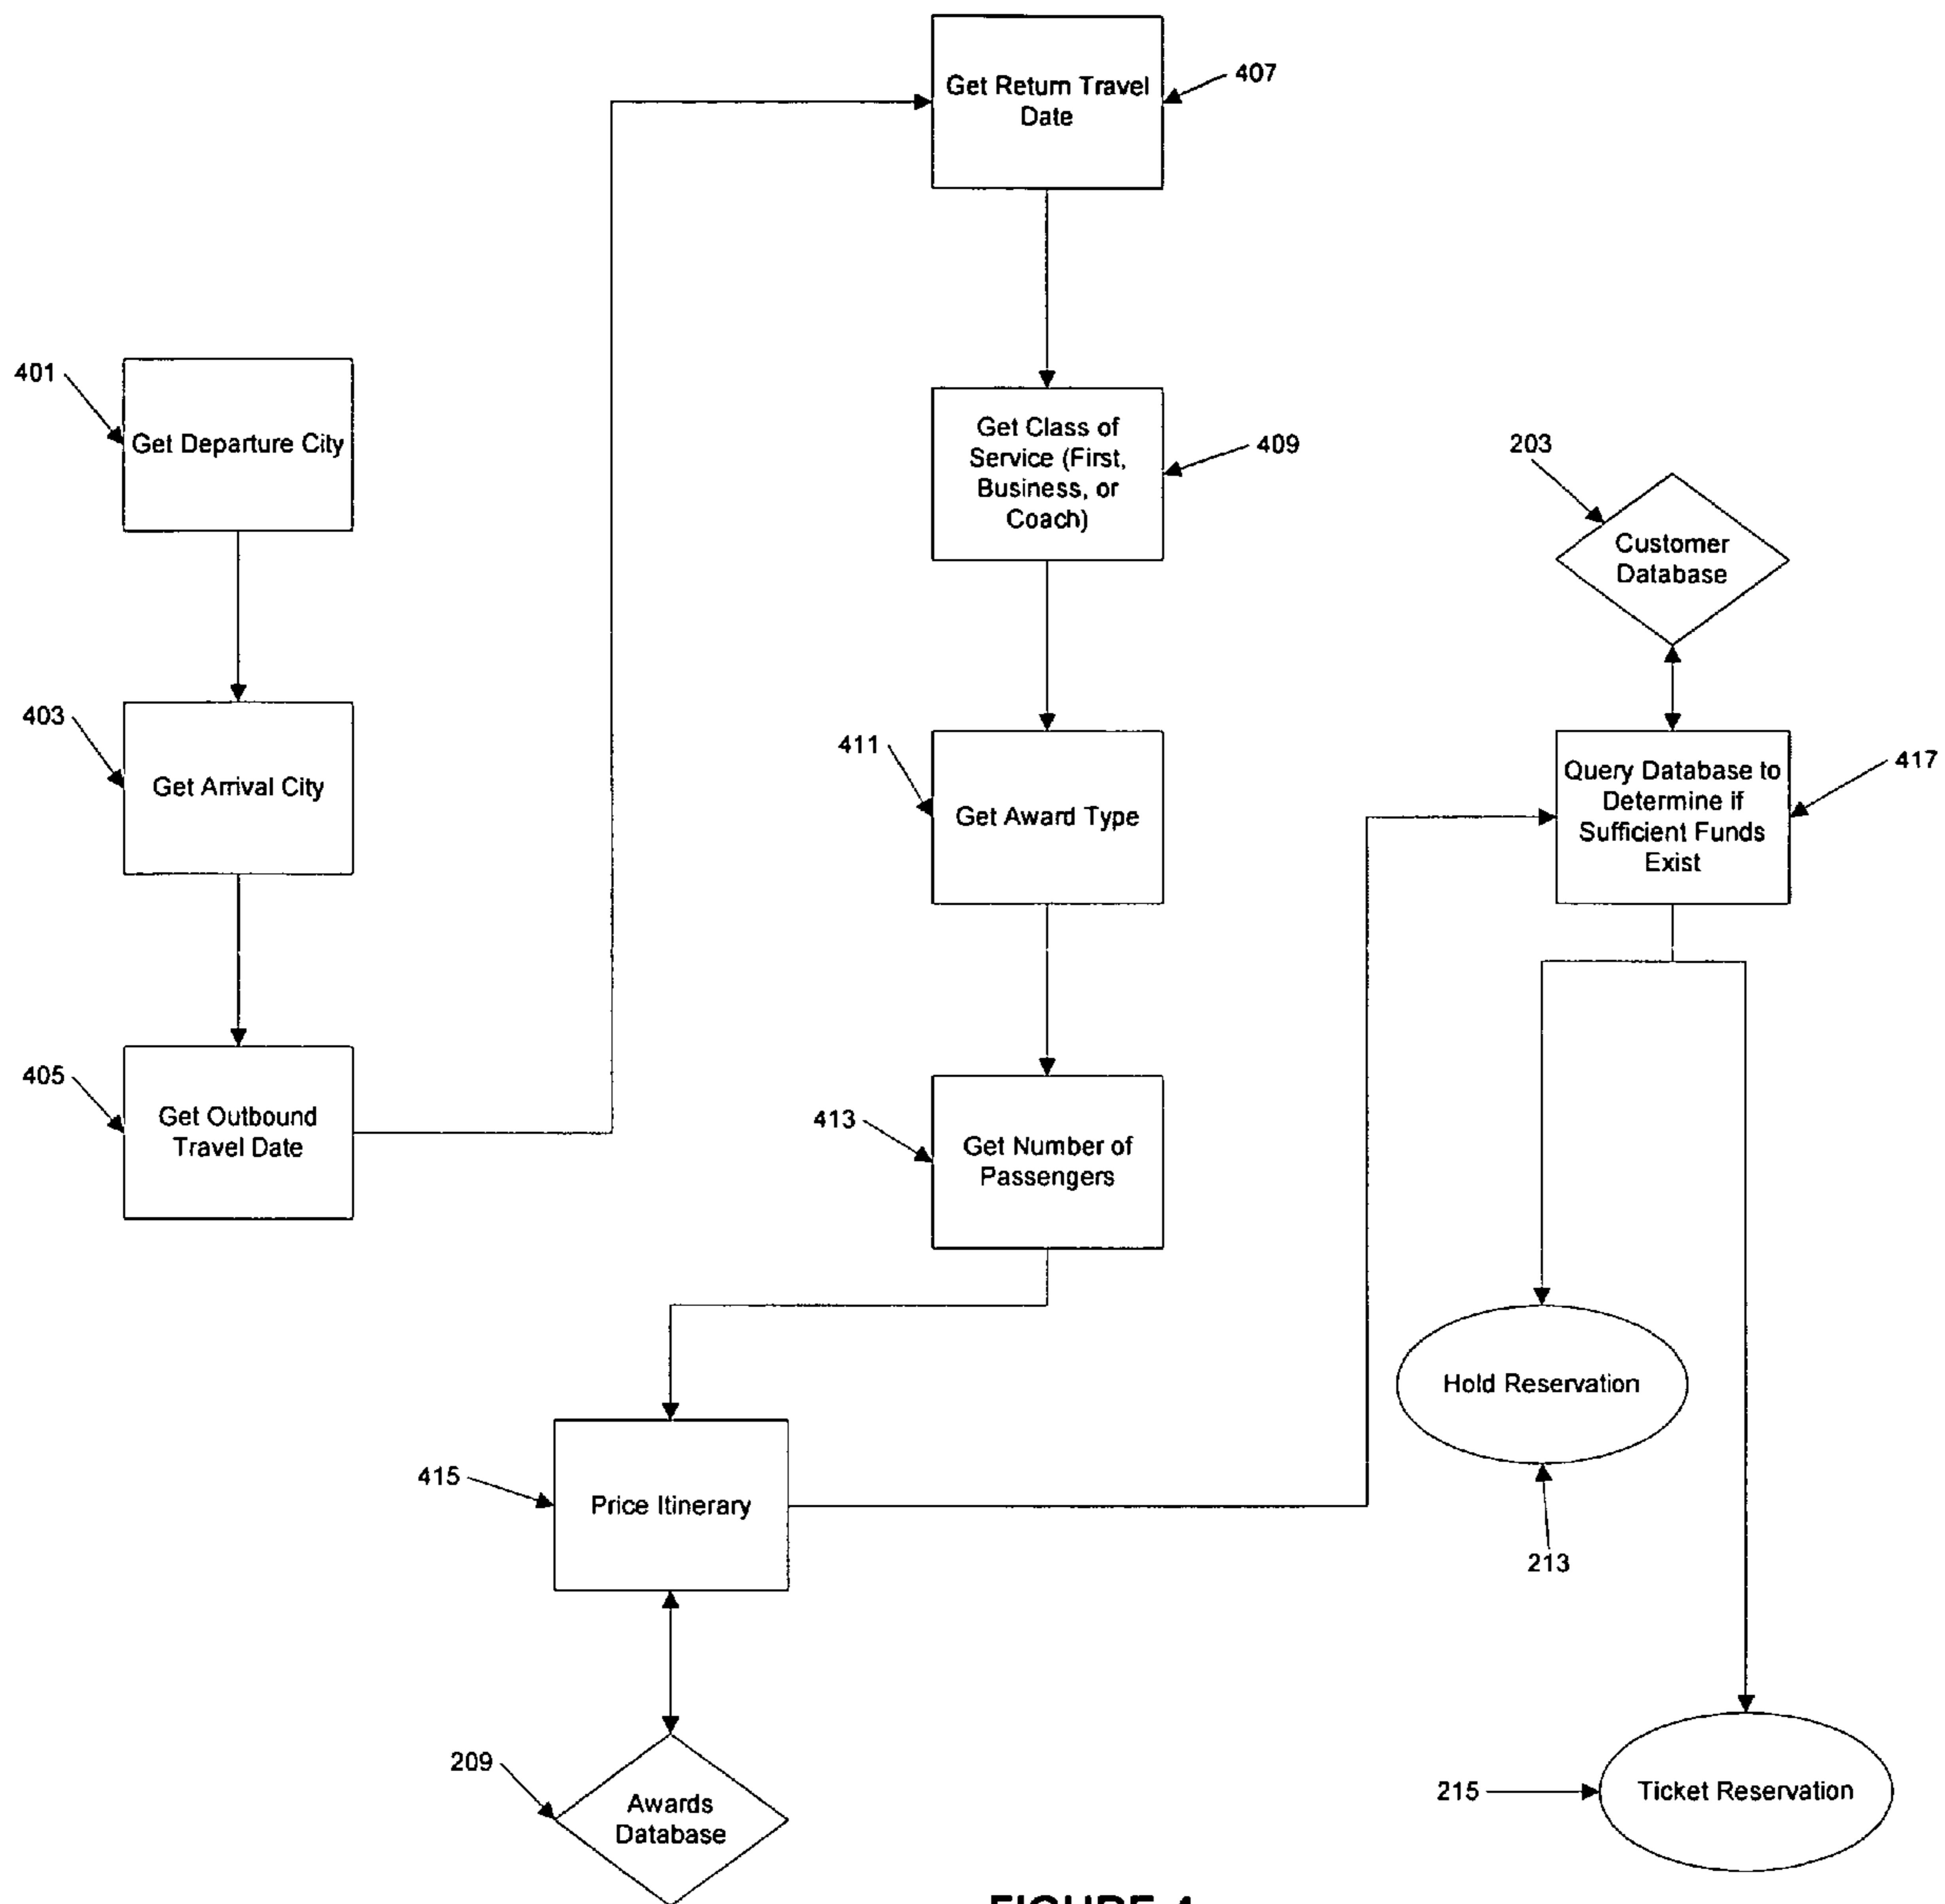 Get Return Travel
Date
407
401
Get Departure City
Get Class of
Service (First,
Business, or
Coach)
409
203
Customer
Database
403
Get Arrival City
411
Get Award Type
Query Database to
Determine if
Sufficient Funds
Exist
417
405
Get Outbound
Travel Date
413
Get Number of
Passengers
Hold Reservation
213
415
Price Itinerary
209
Awards
Database
215
Ticket Reservation